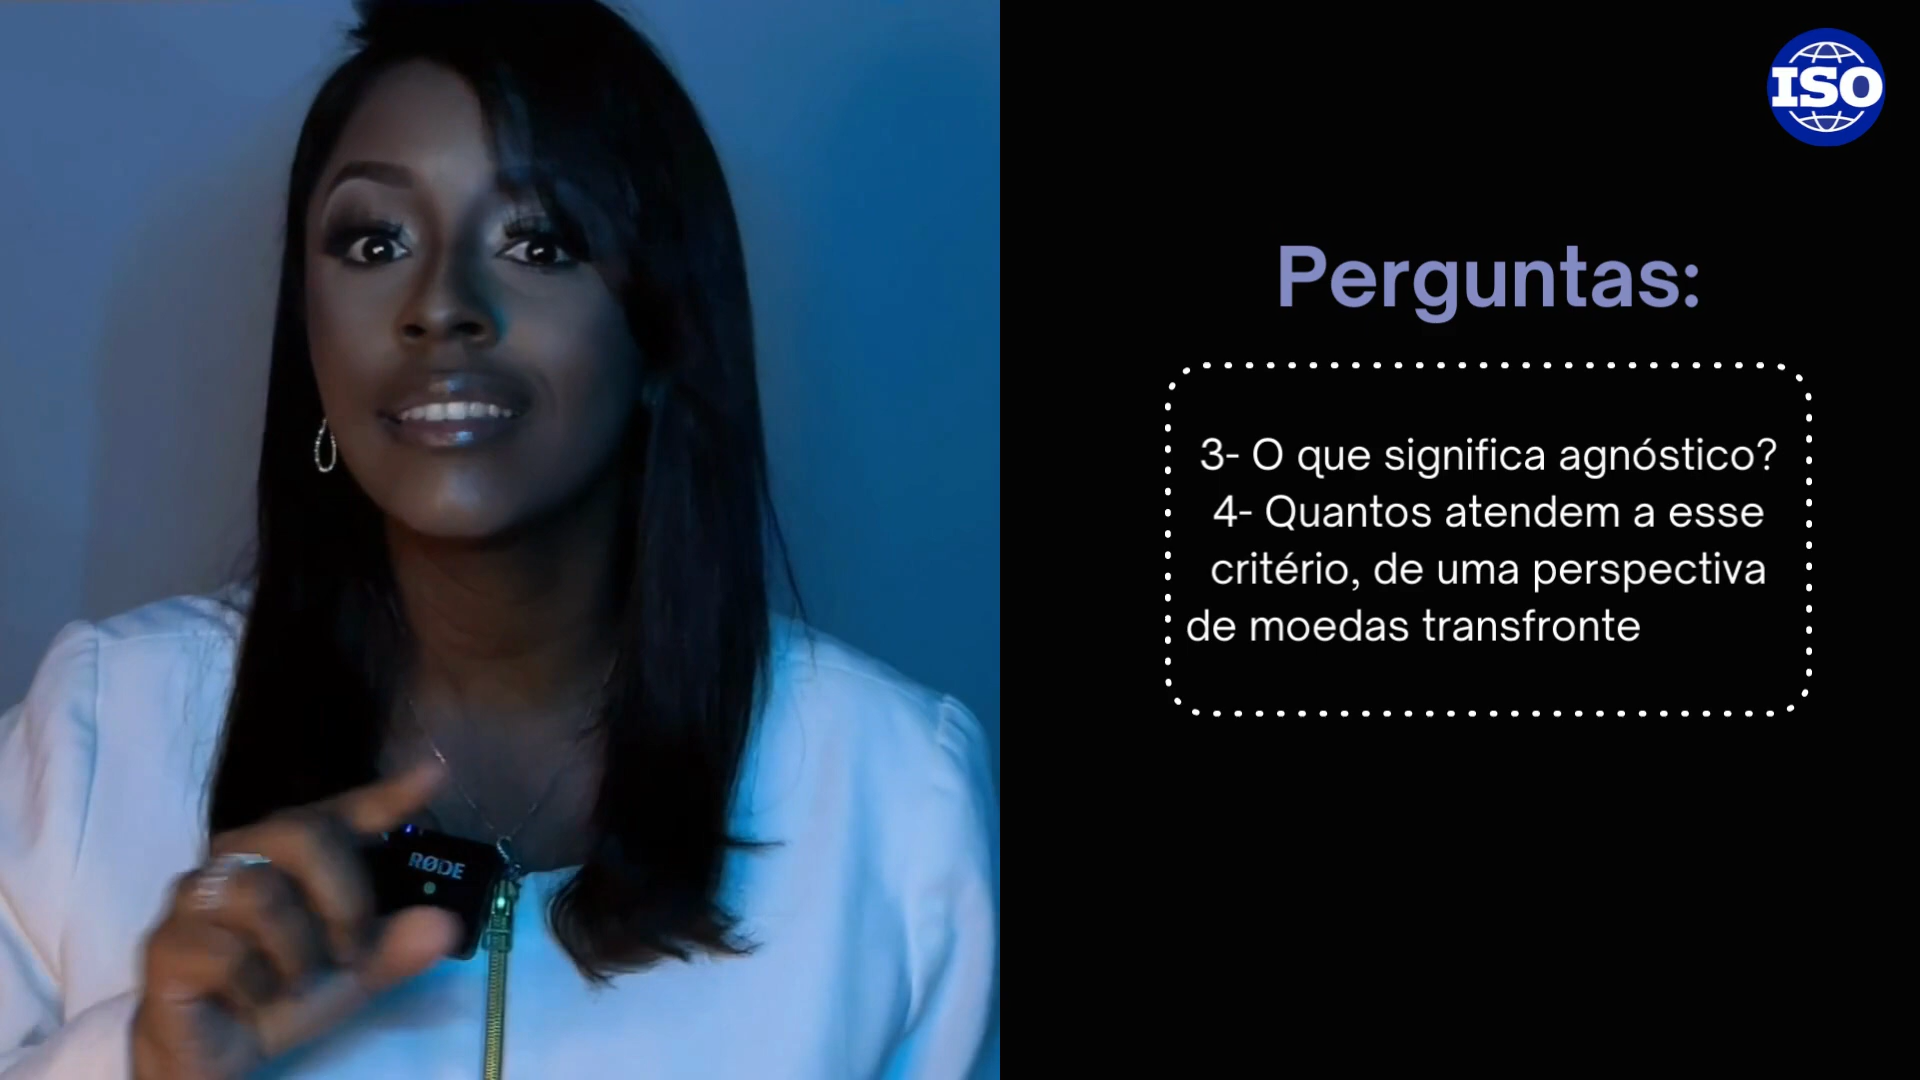 ISO
Perguntas:
3- O que significa agnóstico?
4- Quantos atendem a esse
critério, de uma perspectiva
de moedas transfronte
RØDE